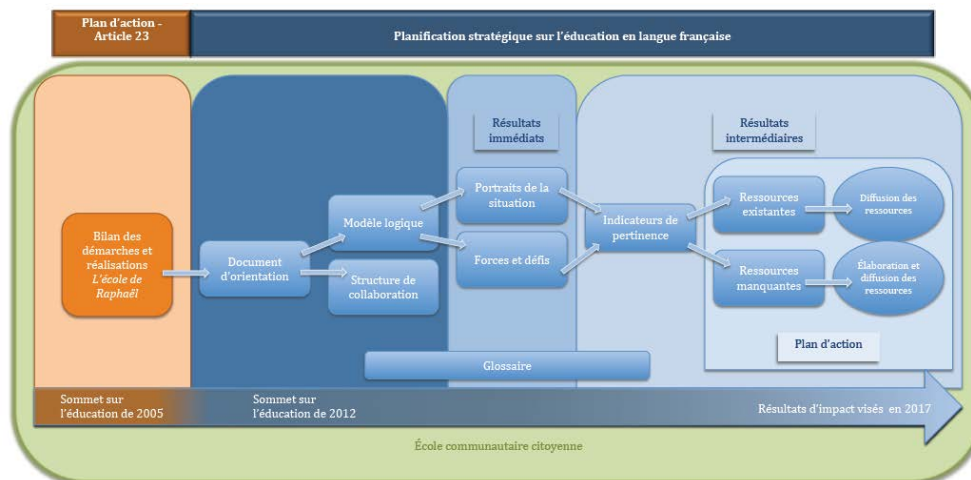 Plan d'action -
Article 23
Planification stratégique sur l'éducation en langue française
Résultats
immédiats
Résultats
intermédiaires
Bilan des
démarches et
réalisations
L'école de
Raphaël
Document
d'orientation
Modèle logique
Structure de
collaboration
Portraits de la
situation
Forces et défis
Indicateurs de
pertinence
Ressources
existantes
Diffusion des
ressources
Ressources
manquantes
Élaboration et
diffusion des
ressources
Plan d'action
Glossaire
Sommet sur
l'éducation de 2005
Sommet sur
l'éducation de 2012
Résultats d'impact visés en 2017
École communautaire citoyenne